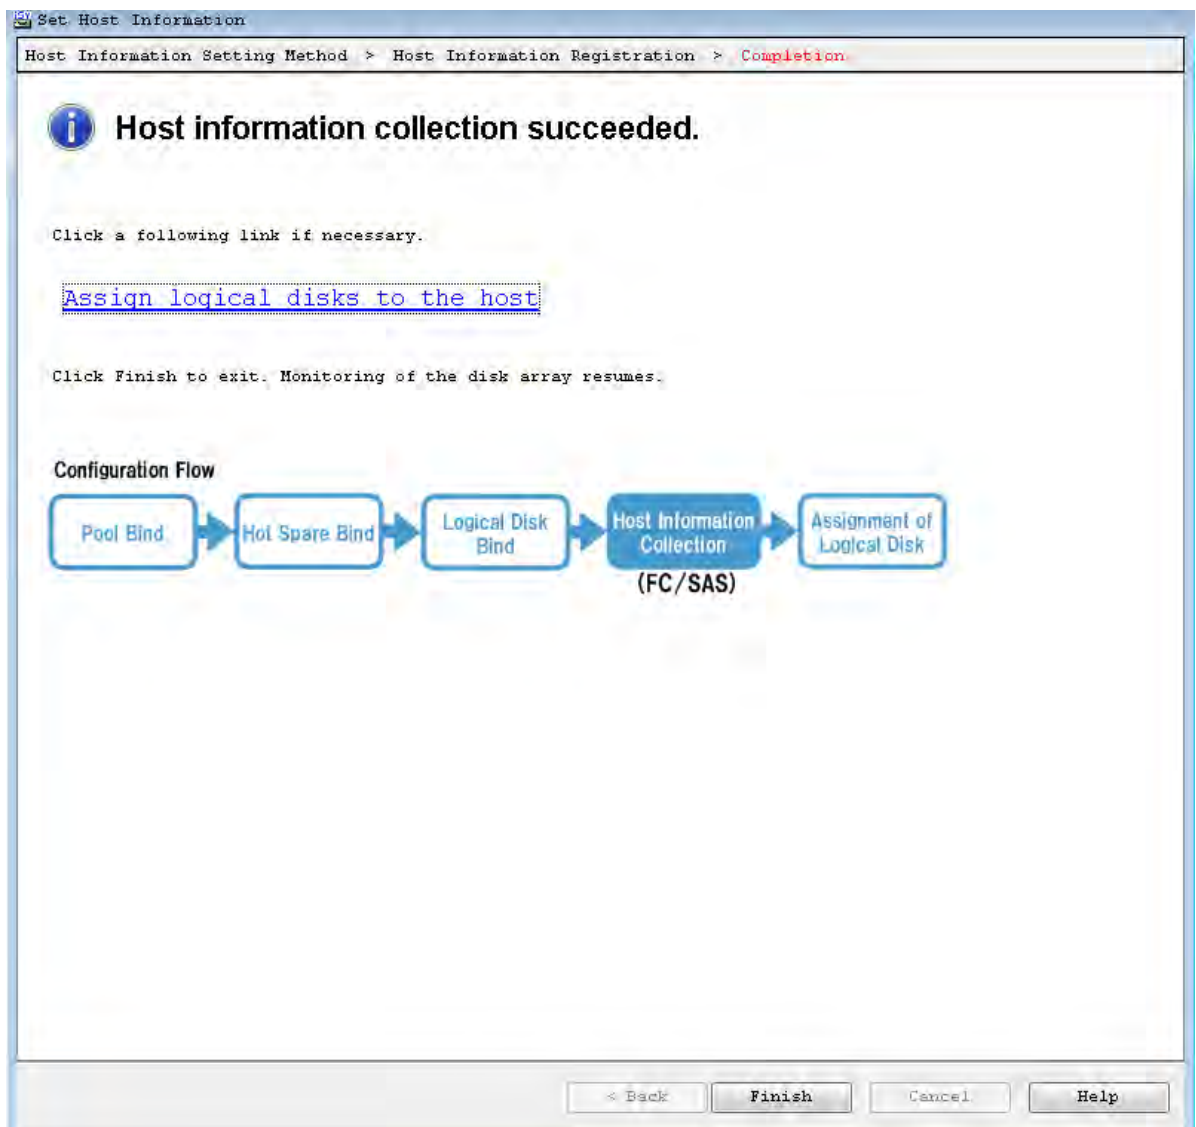 Set Host Information
Host Information Setting Method > Host Information Registration > Completion
Host information collection succeeded.
Click a following link if necessary.
Assign logical disks to the host
Click Finish to exit. Monitoring of the disk array resumes.
Configuration Flow
Pool Bind
Hot Spare Bind
Logical Disk
Bind
Host Information
Collection
(FC/SAS)
Assignment of
Logical Disk
< Back
Finish
Cancel
Help